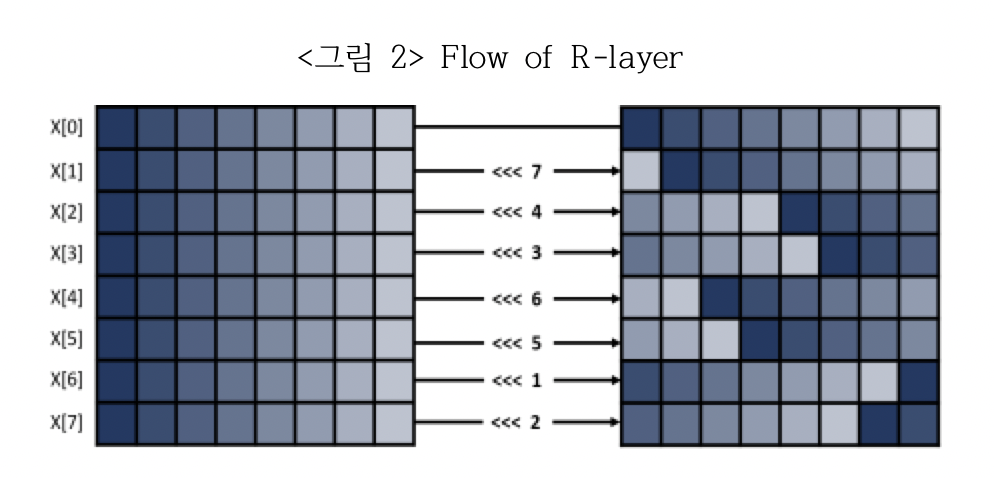 <그림 2> Flow of R-layer
X[0]
X[1] <<< 7
X[2] <<< 4
X[3] <<< 3
X[4] <<< 6
X[5] <<< 5
X[6] <<< 1
X[7] <<< 2